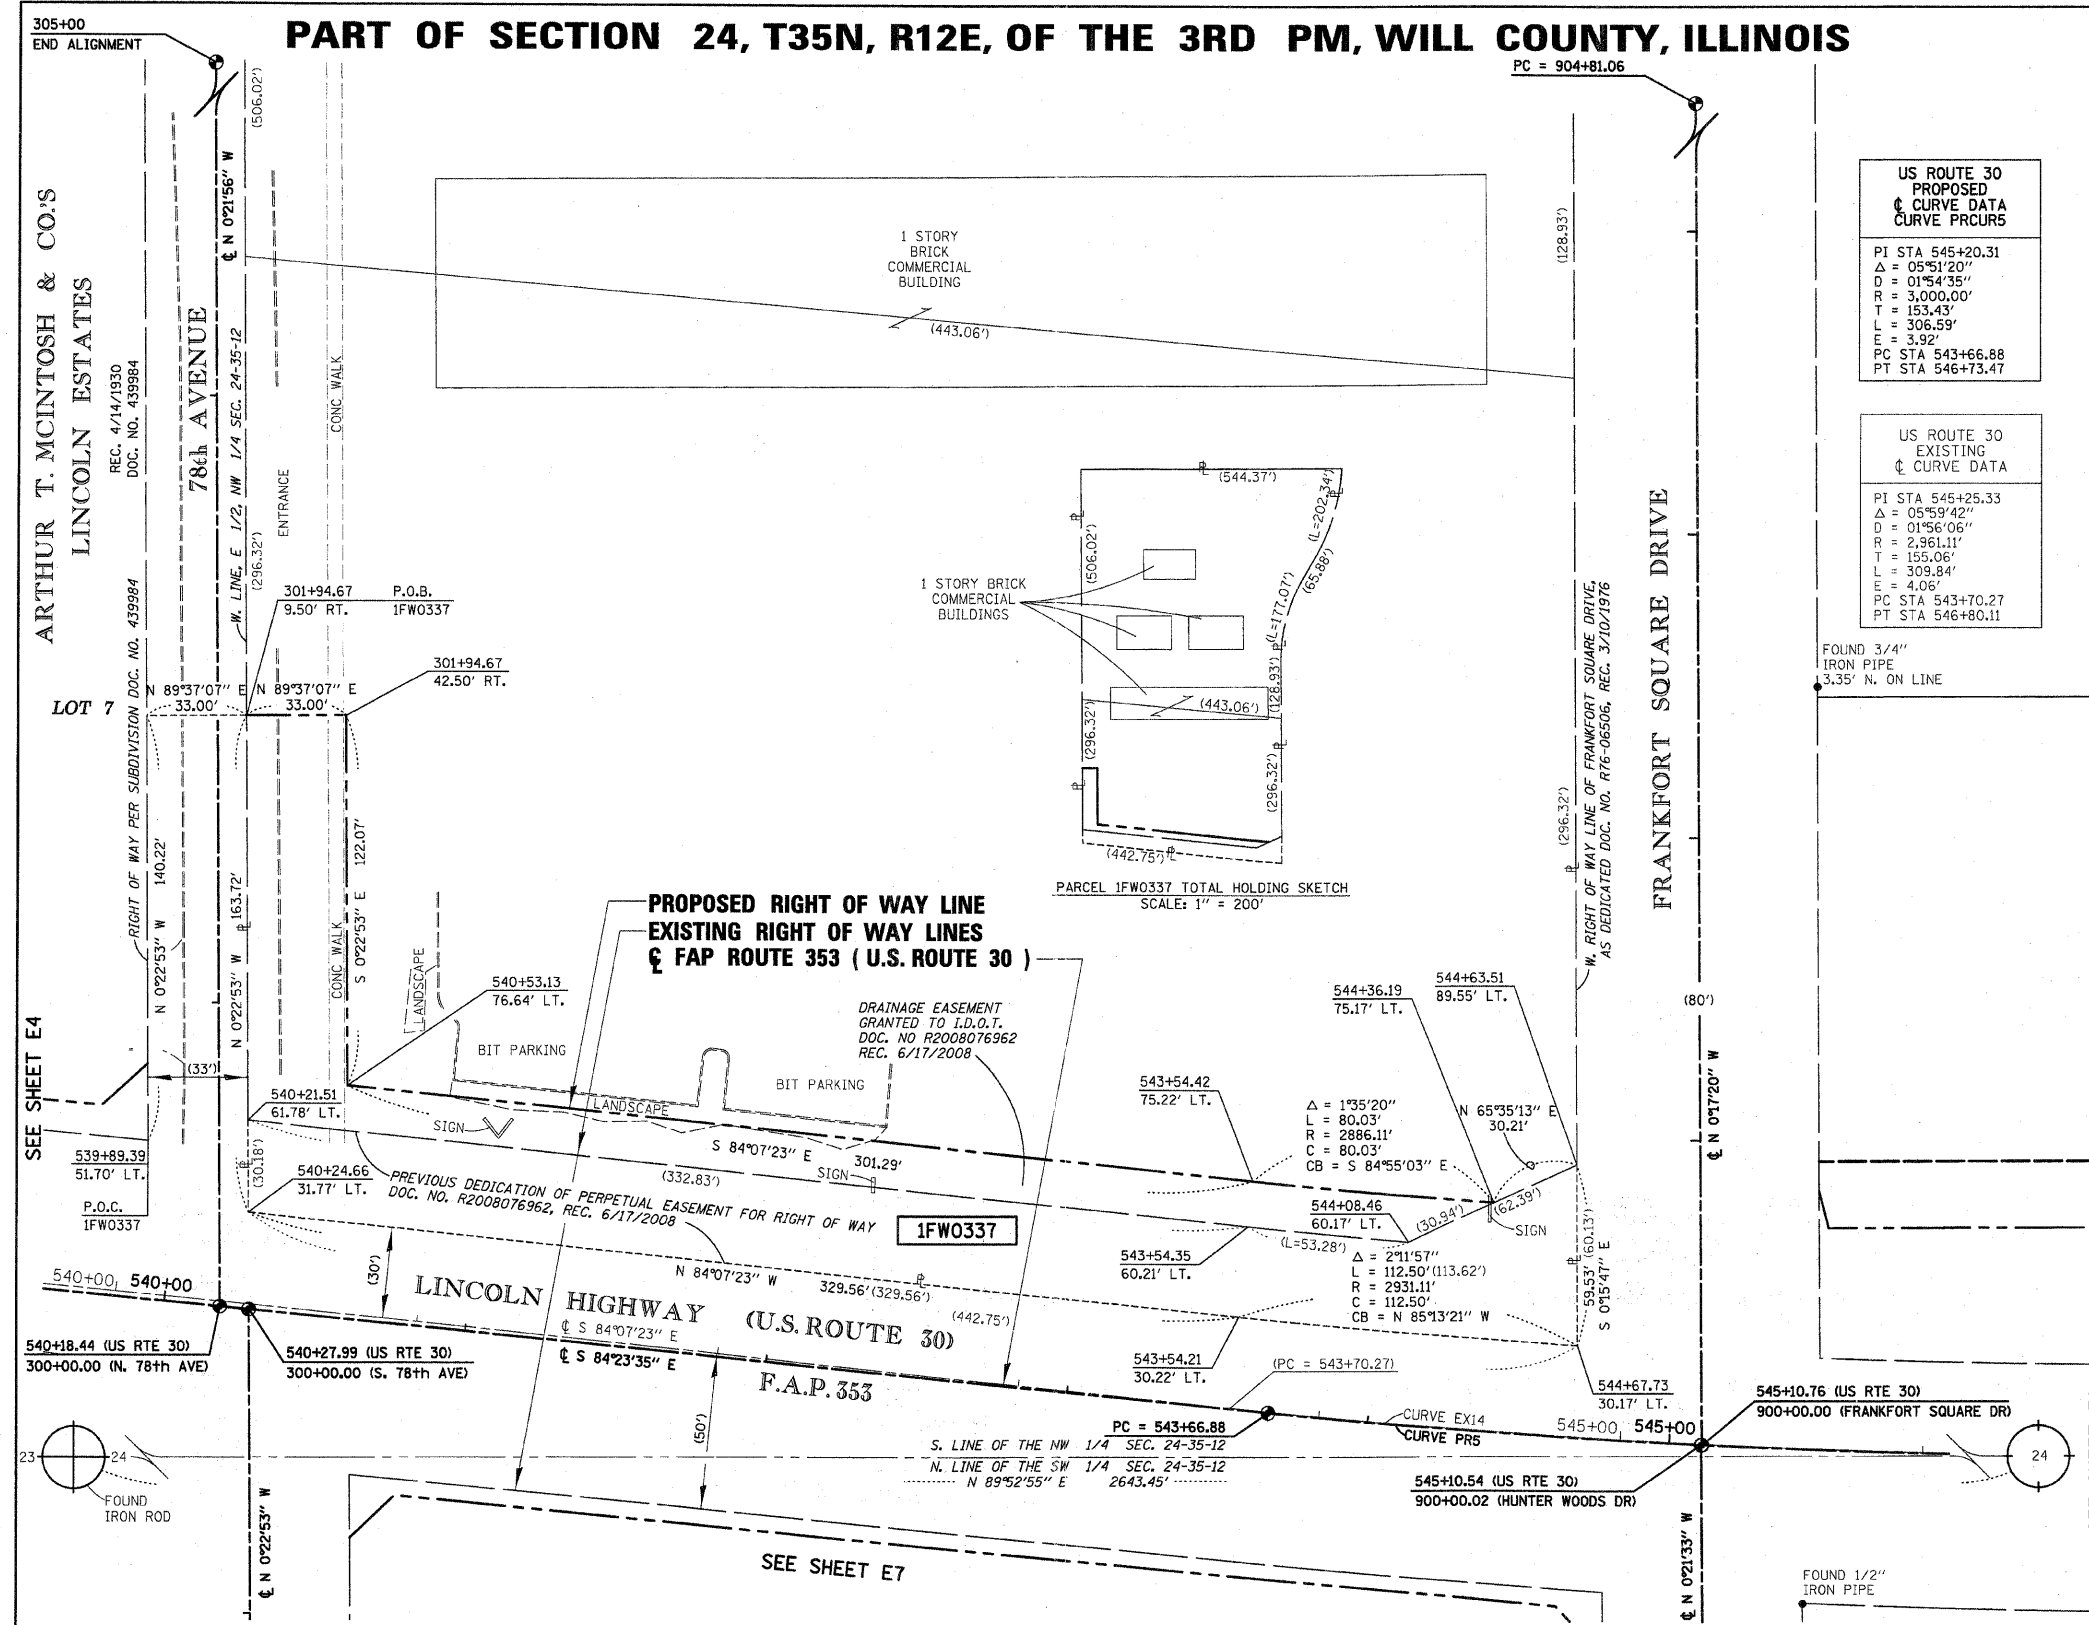 PART OF SECTION 24, T35N, R12E, OF THE 3RD PM, WILL COUNTY, ILLINOIS
305+00
END ALIGNMENT
PC = 904+81.06
(506.02')
℄ N 0°21'56" W
ARTHUR T. MCINTOSH & CO.'S
LINCOLN ESTATES
REC. 4/14/1930
DOC. NO. 439984
78th AVENUE
W. LINE, E 1/2, NW 1/4 SEC. 24-35-12
(296.32')
ENTRANCE
CONC WALK
1 STORY
BRICK
COMMERCIAL
BUILDING
(443.06')
(128.93')
US ROUTE 30
PROPOSED
℄ CURVE DATA
CURVE PRCUR5
PI STA 545+20.31
Δ = 05°51'20"
D = 01°54'35"
R = 3,000.00'
T = 153.43'
L = 306.59'
E = 3.92'
PC STA 543+66.88
PT STA 546+73.47
US ROUTE 30
EXISTING
℄ CURVE DATA
PI STA 545+25.33
Δ = 05°59'42"
D = 01°56'06"
R = 2,961.11'
T = 155.06'
L = 309.84'
E = 4.06'
PC STA 543+70.27
PT STA 546+80.11
FOUND 3/4"
IRON PIPE
3.35' N. ON LINE
301+94.67
9.50' RT.
P.O.B.
1FW0337
301+94.67
42.50' RT.
LOT 7
N 89°37'07" E
33.00'
N 89°37'07" E
33.00'
RIGHT OF WAY PER SUBDIVISION DOC. NO. 439984
N 0°22'53" W 140.22'
N 0°22'53" W 163.72'
S 0°22'53" E 122.07'
CONC WALK
LANDSCAPE
(544.37')
(L=202.34')
(506.02')
(65.88')
(L=177.07')
1 STORY BRICK
COMMERCIAL
BUILDINGS
(128.93')
(443.06')
(296.32')
(296.32')
(442.75')
PARCEL 1FW0337 TOTAL HOLDING SKETCH
SCALE: 1" = 200'
FRANKFORT SQUARE DRIVE
W. RIGHT OF WAY LINE OF FRANKFORT SQUARE DRIVE,
AS DEDICATED DOC. NO. R76-06506, REC. 3/10/1976
(296.32')
(80')
℄ N 0°17'20" W
PROPOSED RIGHT OF WAY LINE
EXISTING RIGHT OF WAY LINES
℄ FAP ROUTE 353 ( U.S. ROUTE 30 )
540+53.13
76.64' LT.
DRAINAGE EASEMENT
GRANTED TO I.D.O.T.
DOC. NO R2008076962
REC. 6/17/2008
544+36.19
75.17' LT.
544+63.51
89.55' LT.
SEE SHEET E4
(33')
BIT PARKING
BIT PARKING
540+21.51
61.78' LT.
SIGN
LANDSCAPE
543+54.42
75.22' LT.
Δ = 1°35'20"
L = 80.03'
R = 2886.11'
C = 80.03'
CB = S 84°55'03" E
N 65°35'13" E
30.21'
S 84°07'23" E 301.29'
SIGN
539+89.39
51.70' LT.
P.O.C.
1FW0337
(30.18')
540+24.66
31.77' LT.
(332.83')
PREVIOUS DEDICATION OF PERPETUAL EASEMENT FOR RIGHT OF WAY
DOC. NO. R2008076962, REC. 6/17/2008
1FW0337
544+08.46
60.17' LT.
(30.94')
(62.39')
SIGN
(L=53.28')
543+54.35
60.21' LT.
Δ = 2°11'57"
L = 112.50'(113.62')
R = 2931.11'
C = 112.50'
CB = N 85°13'21" W
59.53' (60.13')
S 0°15'47" E
540+00 540+00
(30')
N 84°07'23" W 329.56'(329.56')
(442.75')
LINCOLN HIGHWAY (U.S. ROUTE 30)
℄ S 84°07'23" E
℄ S 84°23'35" E
F.A.P. 353
543+54.21
30.22' LT.
(PC = 543+70.27)
540+18.44 (US RTE 30)
300+00.00 (N. 78th AVE)
540+27.99 (US RTE 30)
300+00.00 (S. 78th AVE)
544+67.73
30.17' LT.
545+10.76 (US RTE 30)
900+00.00 (FRANKFORT SQUARE DR)
PC = 543+66.88
CURVE EX14
CURVE PR5
545+00 545+00
(50')
S. LINE OF THE NW 1/4 SEC. 24-35-12
N. LINE OF THE SW 1/4 SEC. 24-35-12
N 89°52'55" E 2643.45'
23 24
FOUND
IRON ROD
24
545+10.54 (US RTE 30)
900+00.02 (HUNTER WOODS DR)
℄ N 0°22'53" W
SEE SHEET E7
℄ N 0°21'33" W
FOUND 1/2"
IRON PIPE